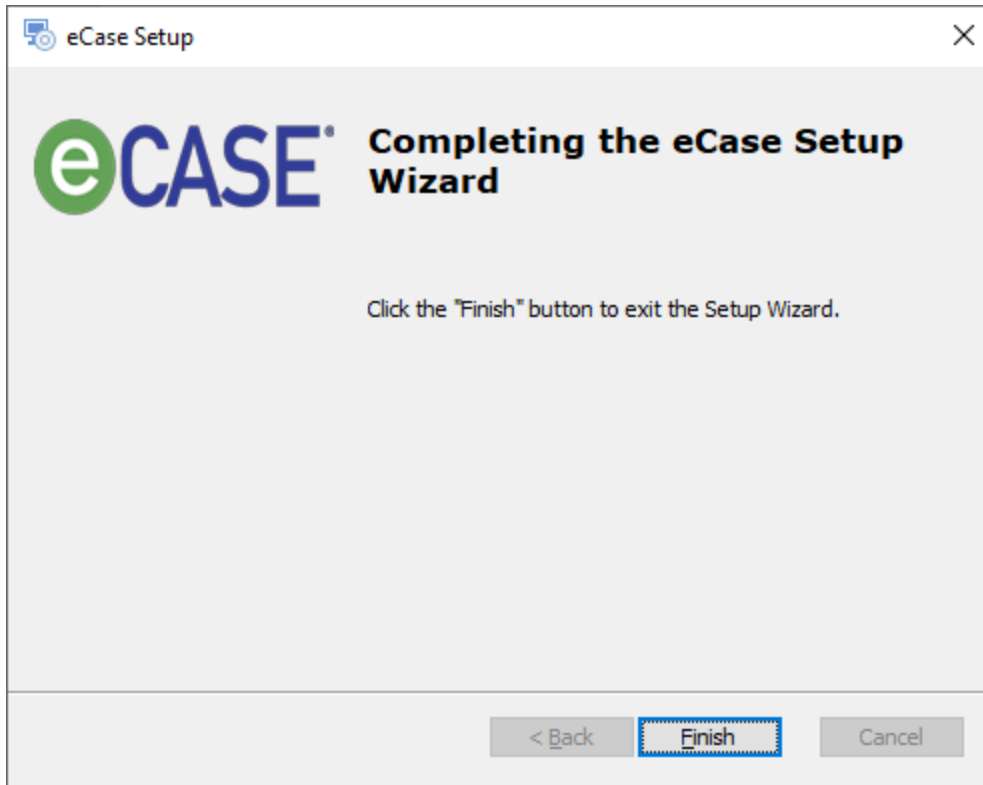 eCase Setup
eCASE®
Completing the eCase Setup
Wizard
Click the "Finish" button to exit the Setup Wizard.
< Back
Finish
Cancel